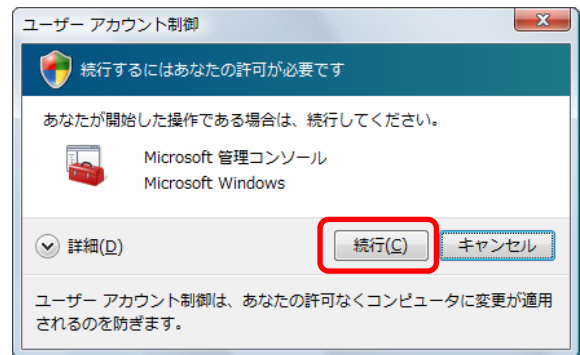 ユーザー アカウント制御
続行するにはあなたの許可が必要です
あなたが開始した操作である場合は、続行してください。
Microsoft 管理コンソール
Microsoft Windows
詳細(D)
続行(C)
キャンセル
ユーザー アカウント制御は、あなたの許可なくコンピュータに変更が適用
されるのを防ぎます。